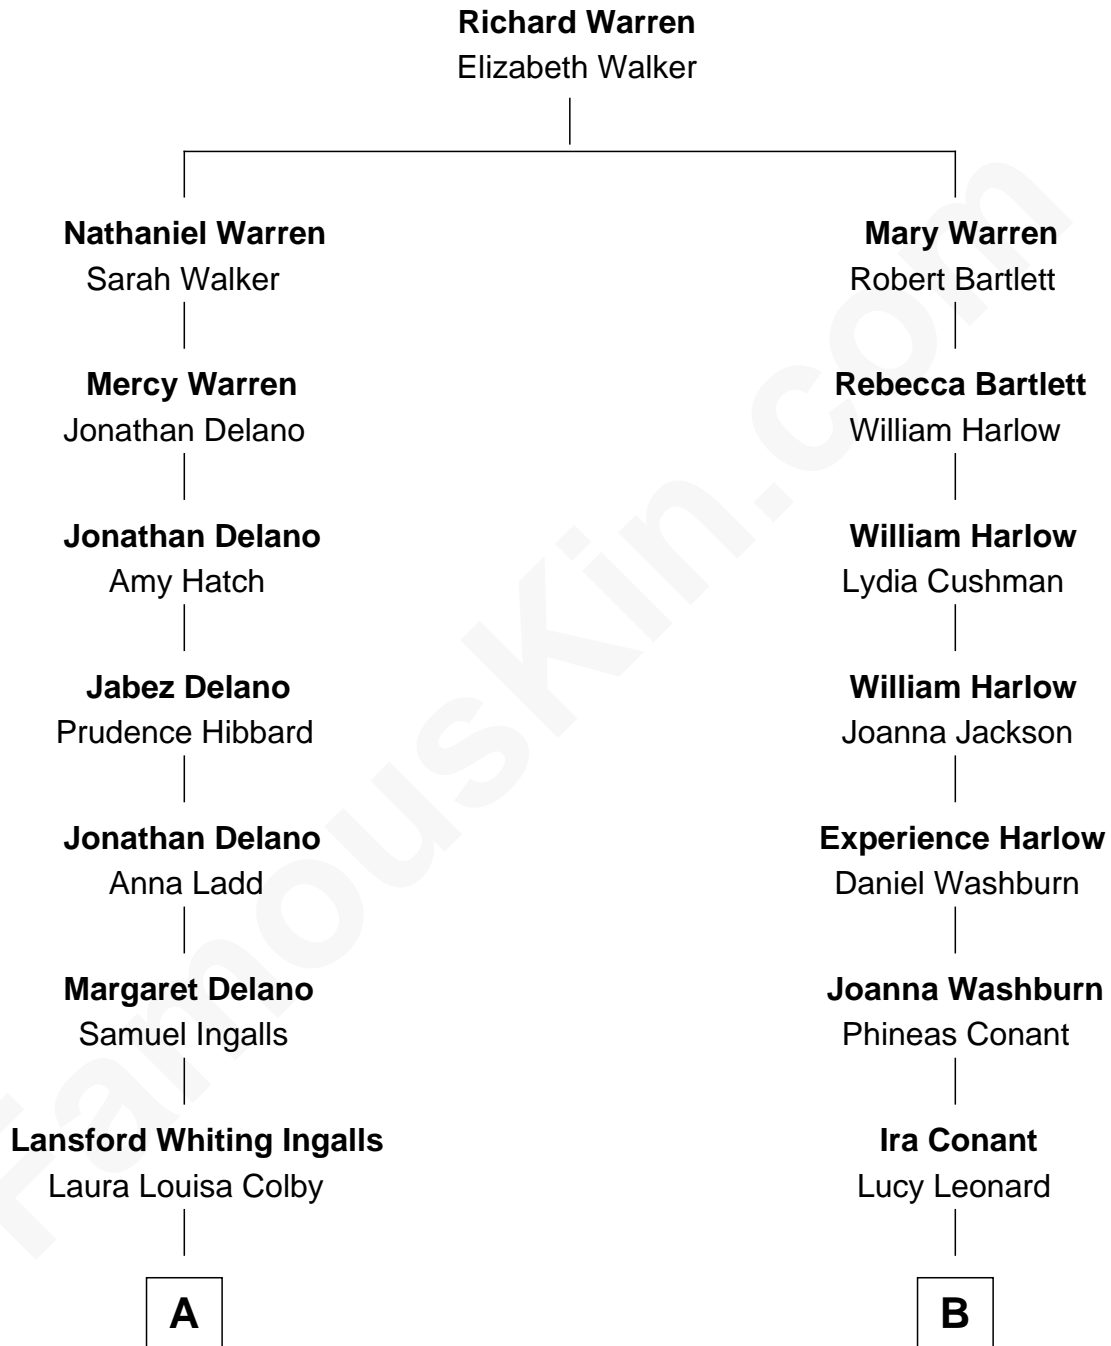 Richard Warren
Elizabeth Walker
Nathaniel Warren
Sarah Walker
Mary Warren
Robert Bartlett
Mercy Warren
Jonathan Delano
Rebecca Bartlett
William Harlow
Jonathan Delano
Amy Hatch
William Harlow
Lydia Cushman
Jabez Delano
Prudence Hibbard
William Harlow
Joanna Jackson
Jonathan Delano
Anna Ladd
Experience Harlow
Daniel Washburn
Margaret Delano
Samuel Ingalls
Joanna Washburn
Phineas Conant
Lansford Whiting Ingalls
Laura Louisa Colby
Ira Conant
Lucy Leonard
A
B
FamousKin.com